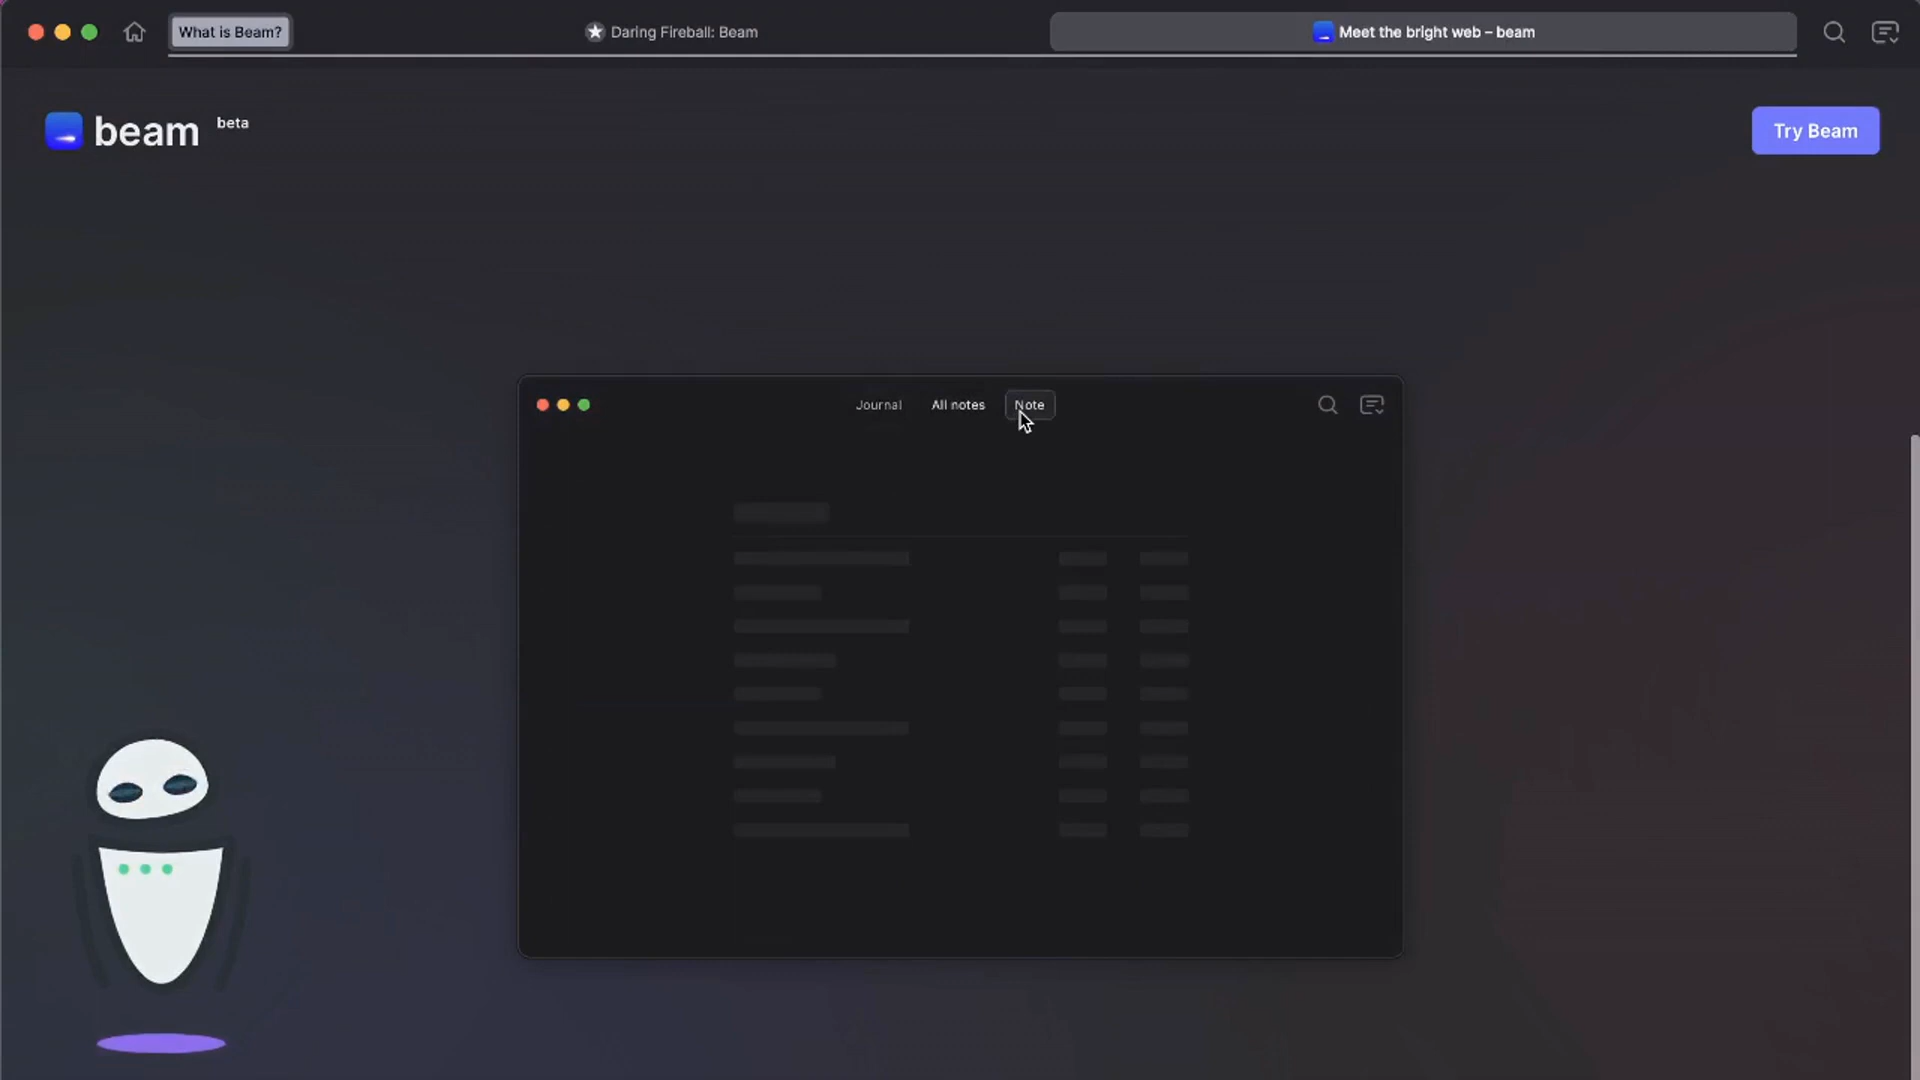 What is Beam?
Daring Fireball: Beam
Meet the bright web – beam
beam beta
Try Beam
Journal All notes Note